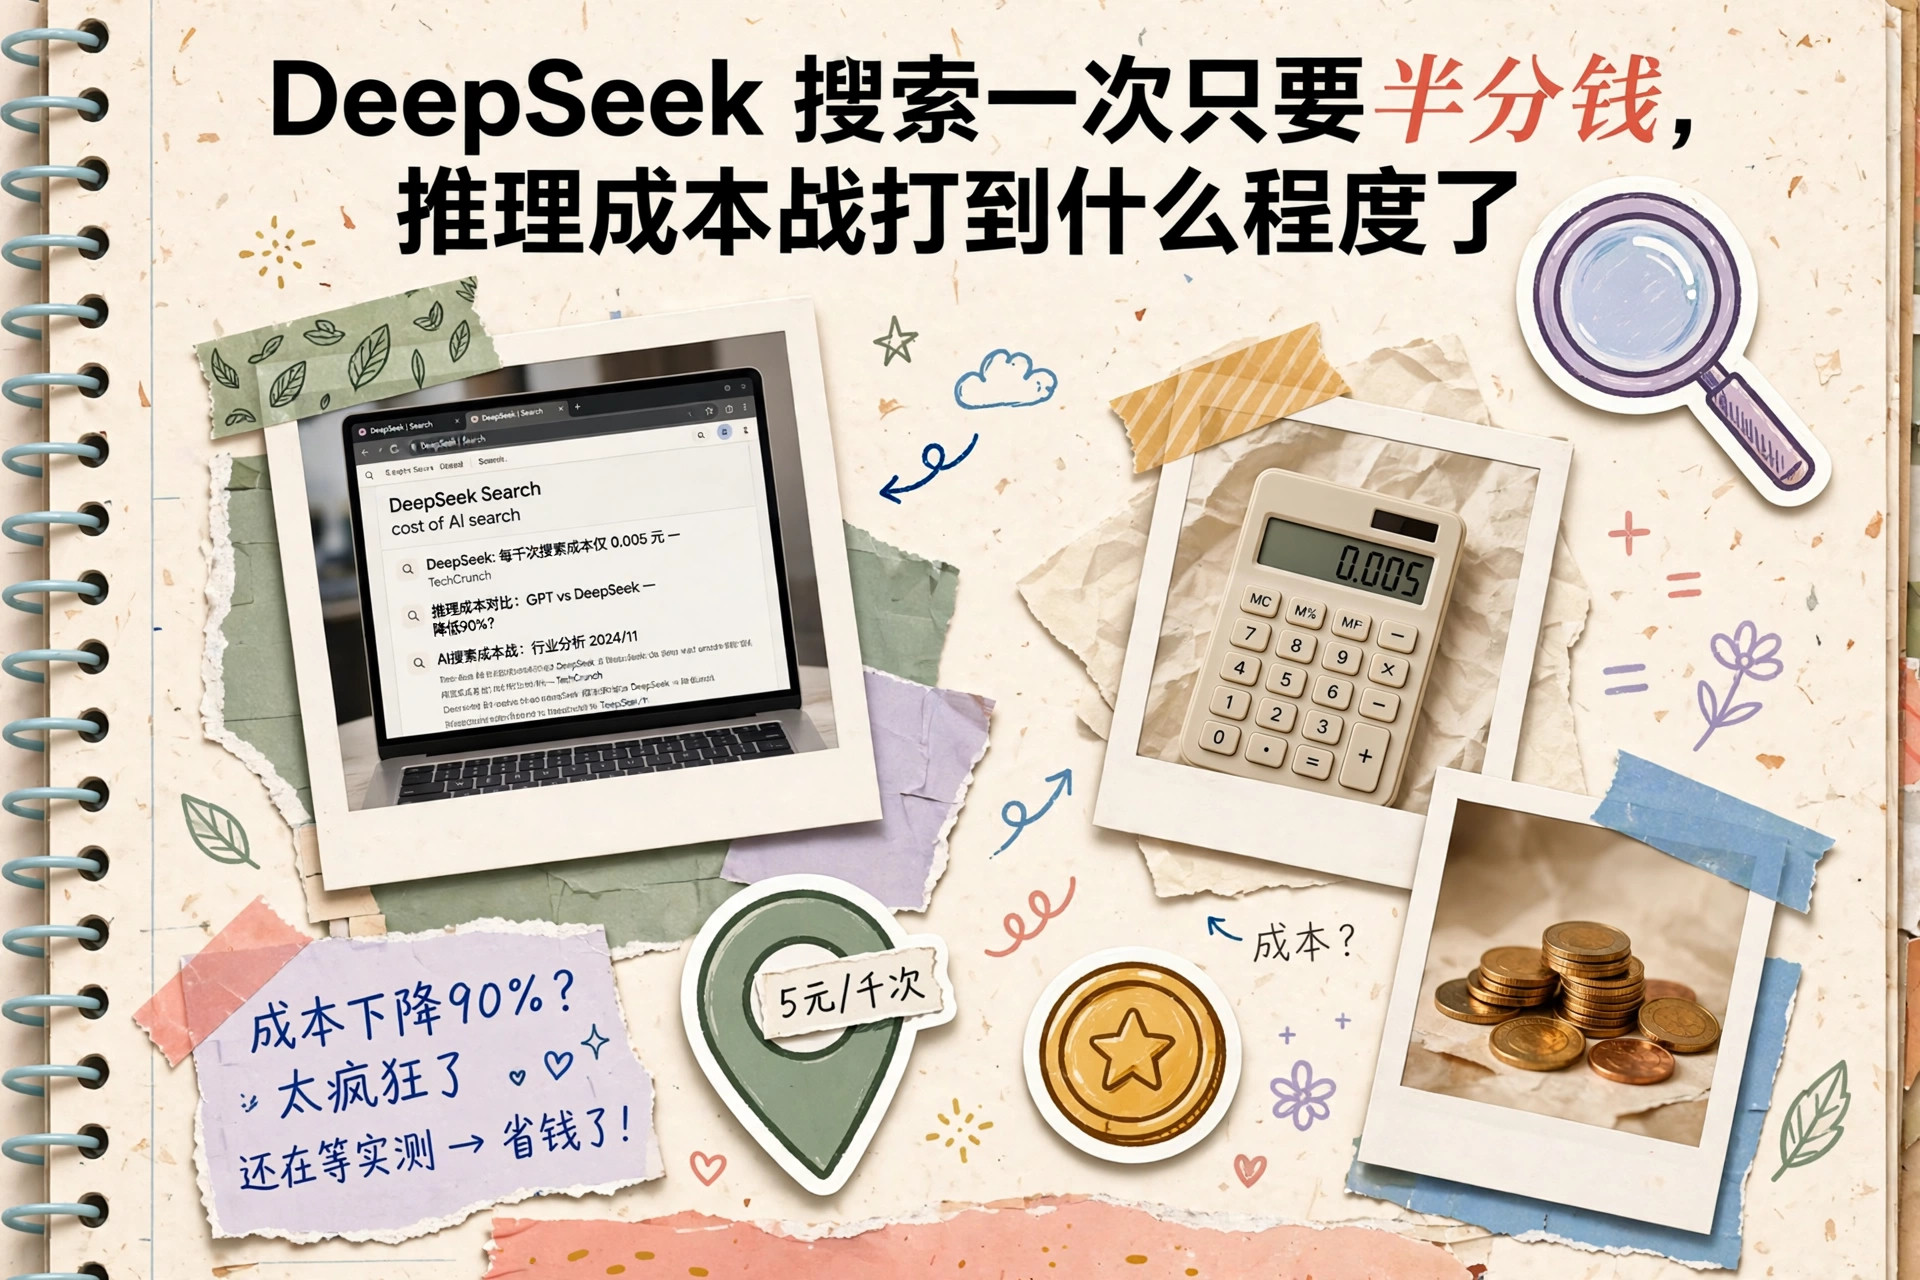 DeepSeek 搜索一次只要半分钱，
推理成本战打到什么程度了
DeepSeek | Search
DeepSeek | Search
DeepSeek | Search
Search.
DeepSeek Search
cost of AI search
DeepSeek: 每千次搜索成本仅 0.005 元 —
TechCrunch
推理成本对比：GPT vs DeepSeek —
降低90%？
AI搜索成本战：行业分析 2024/11
TechCrunch
0.005
MC M% MF −
7 8 9 ×
4 5 6 −
1 2 3 +
0 · =
成本？
5元/千次
成本下降90%？
太疯狂了
还在等实测→省钱了！